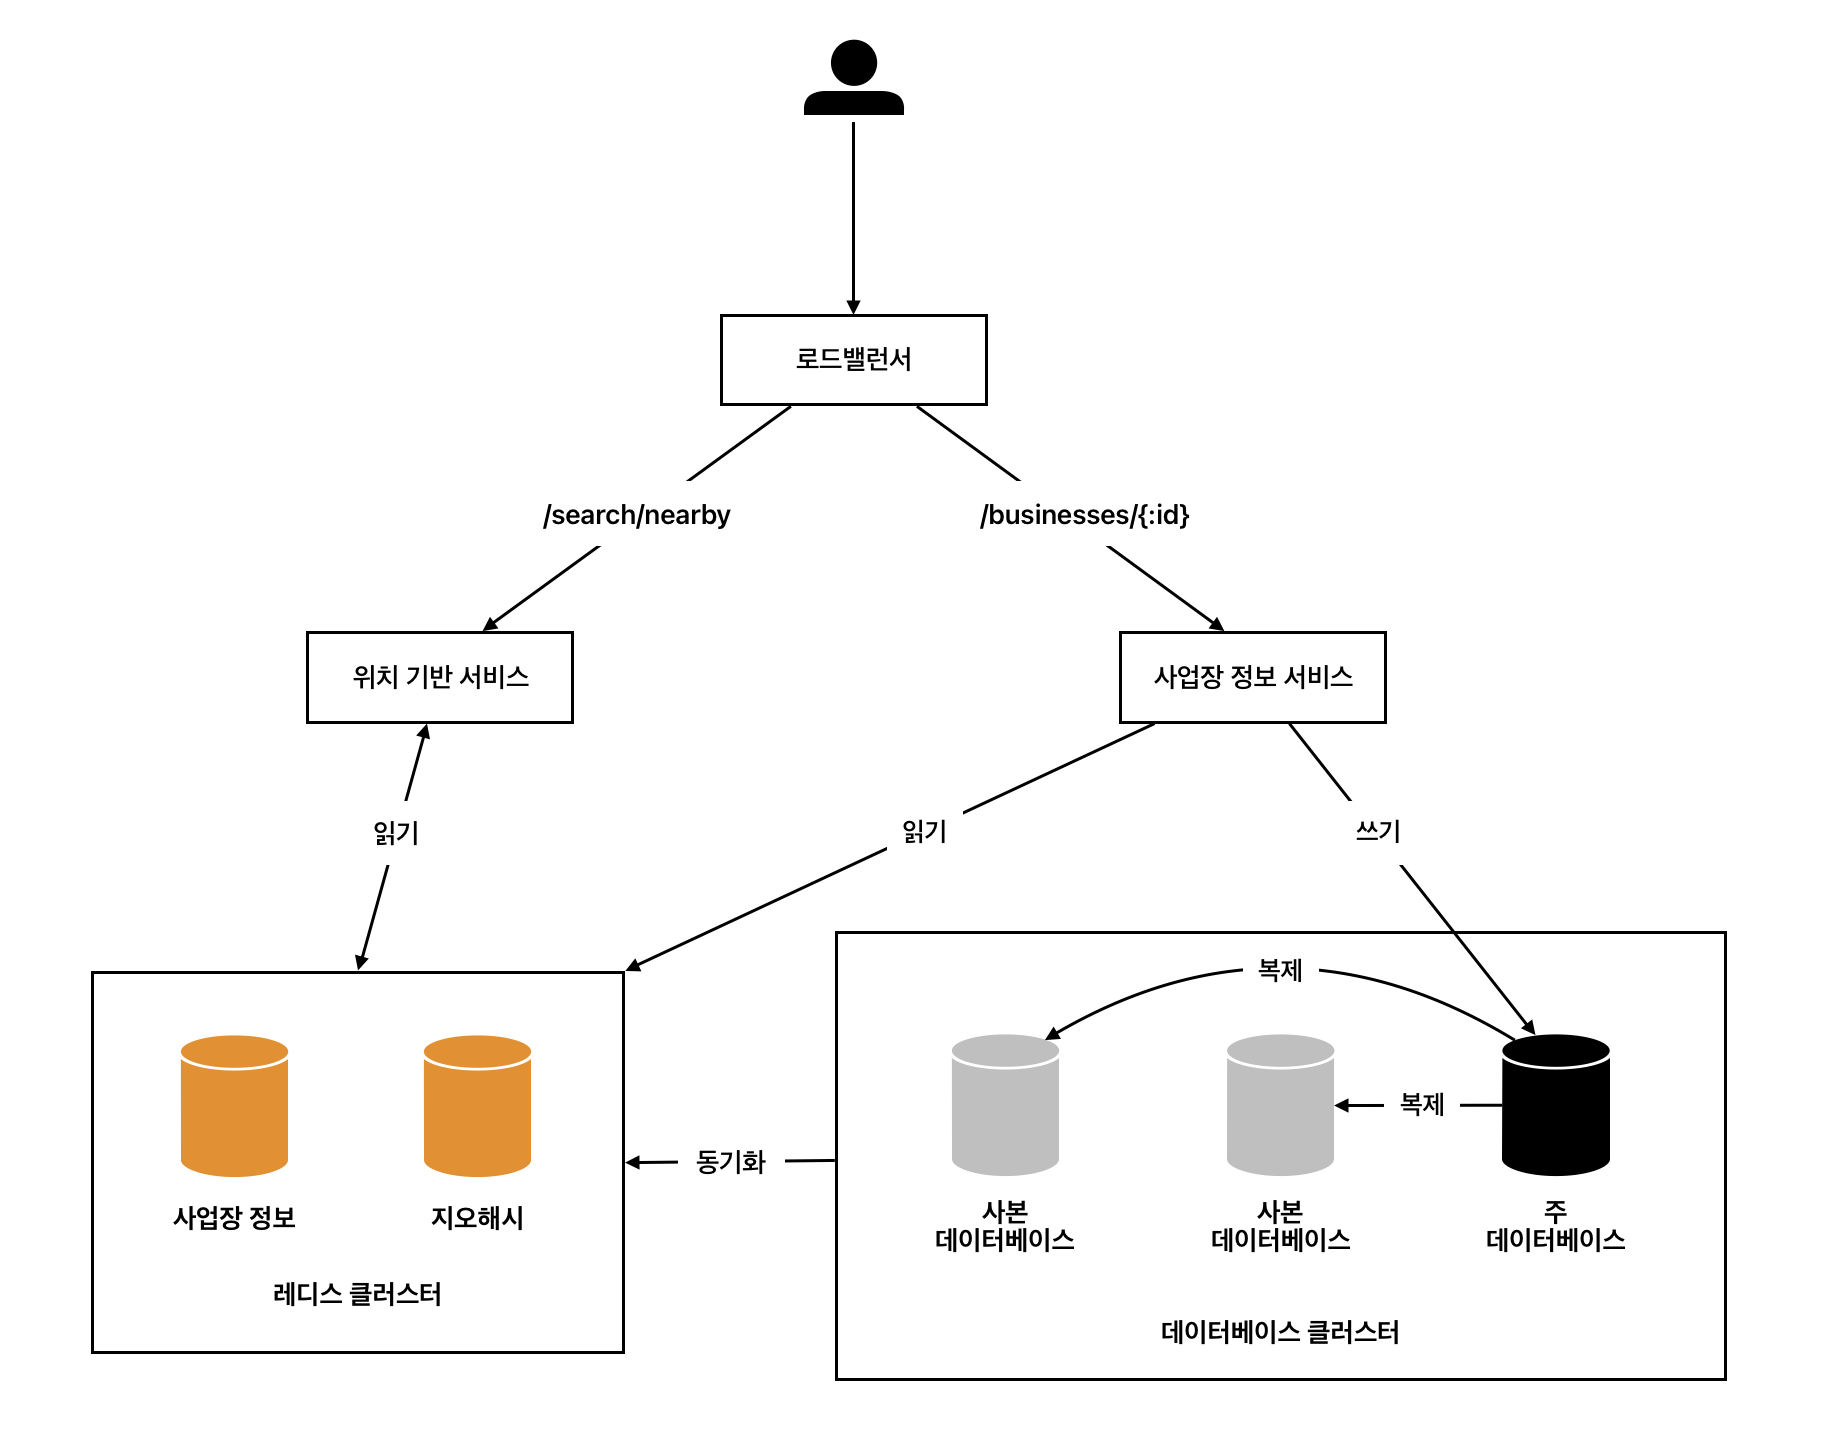 로드밸런서
/search/nearby
/businesses/{:id}
위치 기반 서비스
사업장 정보 서비스
읽기
읽기
쓰기
복제
복제
동기화
사업장 정보
지오해시
레디스 클러스터
사본
데이터베이스
사본
데이터베이스
주
데이터베이스
데이터베이스 클러스터